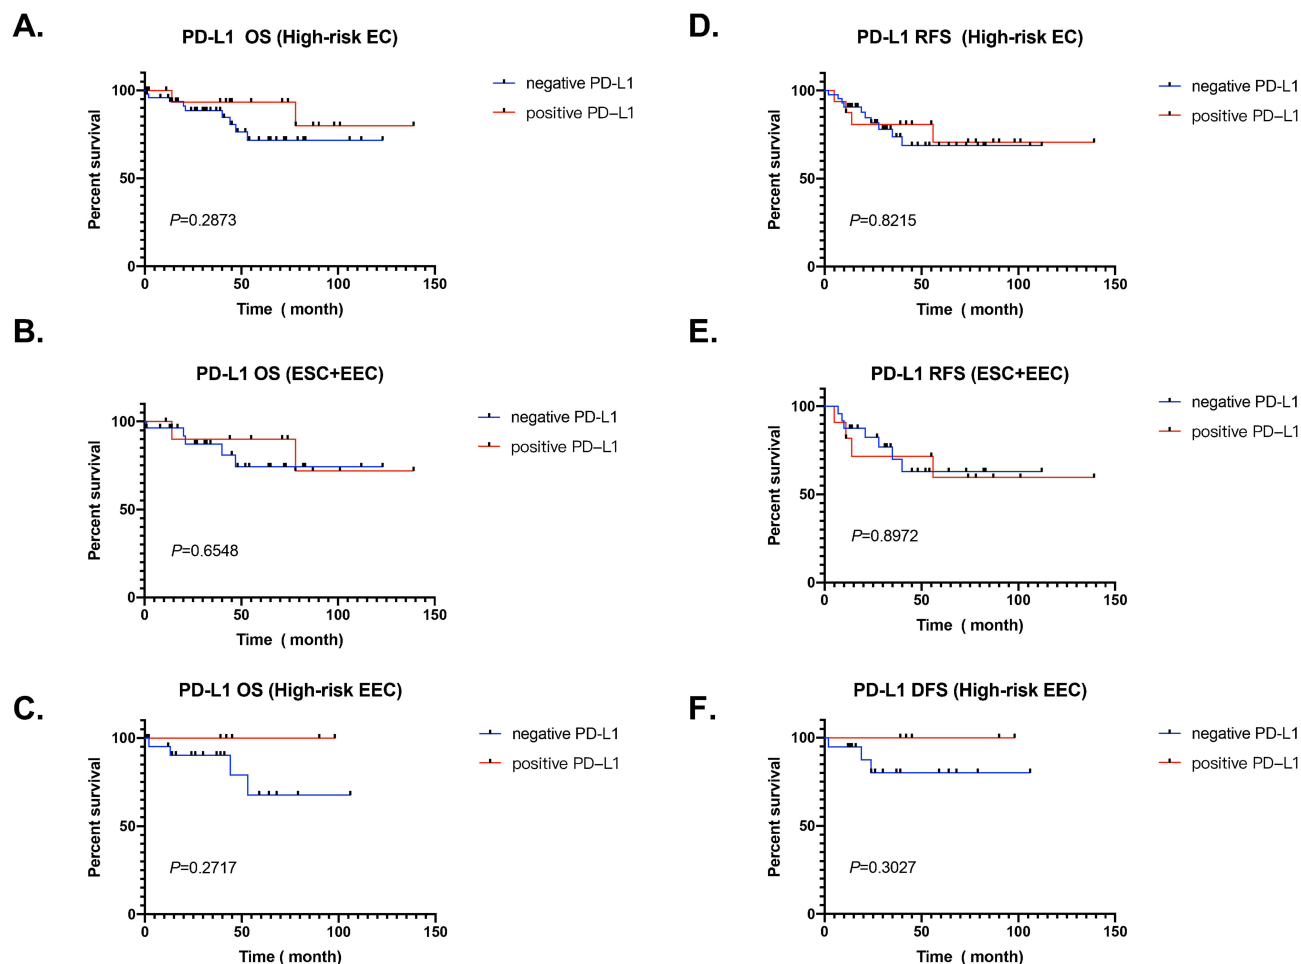 A.
PD-L1 OS (High-risk EC)
100
50
0
0 50 100 150
Percent survival
Time ( month)
P=0.2873
negative PD-L1
positive PD–L1
D.
PD-L1 RFS (High-risk EC)
100
50
0
0 50 100 150
Percent survival
Time ( month)
P=0.8215
negative PD-L1
positive PD–L1
B.
PD-L1 OS (ESC+EEC)
100
50
0
0 50 100 150
Percent survival
Time ( month)
P=0.6548
negative PD-L1
positive PD–L1
E.
PD-L1 RFS (ESC+EEC)
100
50
0
0 50 100 150
Percent survival
Time ( month)
P=0.8972
negative PD-L1
positive PD–L1
C.
PD-L1 OS (High-risk EEC)
100
50
0
0 50 100 150
Percent survival
Time ( month)
P=0.2717
negative PD-L1
positive PD–L1
F.
PD-L1 DFS (High-risk EEC)
100
50
0
0 50 100 150
Percent survival
Time ( month)
P=0.3027
negative PD-L1
positive PD–L1